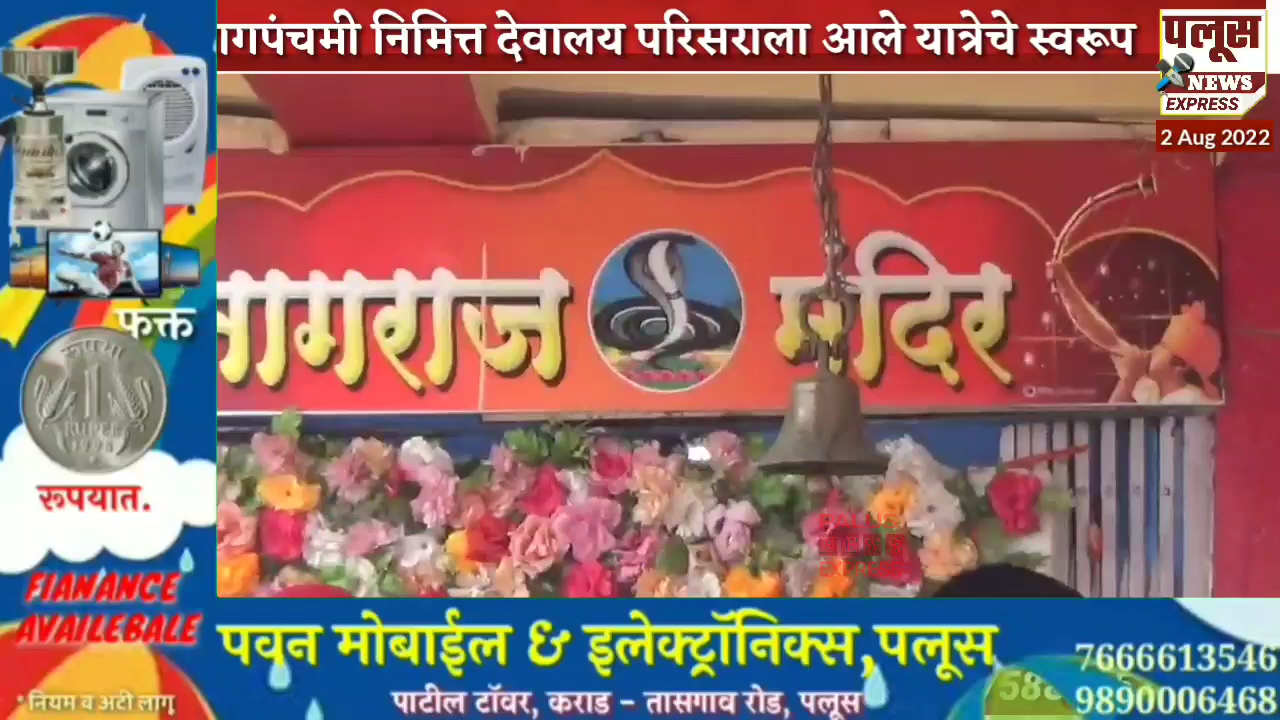 ागपंचमी निमित्त देवालय परिसराला आले यात्रेचे स्वरूप
पलूस
NEWS
EXPRESS
2 Aug 2022
नागराज मंदिर
फक्त
रूपया
1
RUPEE
रूपयात.
FIANANCE
AVAILEBALE
* नियम व अटी लागू
पवन मोबाईल & इलेक्ट्रॉनिक्स,पलूस
पाटील टॉवर, कराड – तासगाव रोड, पलूस
7666613546
9890006468